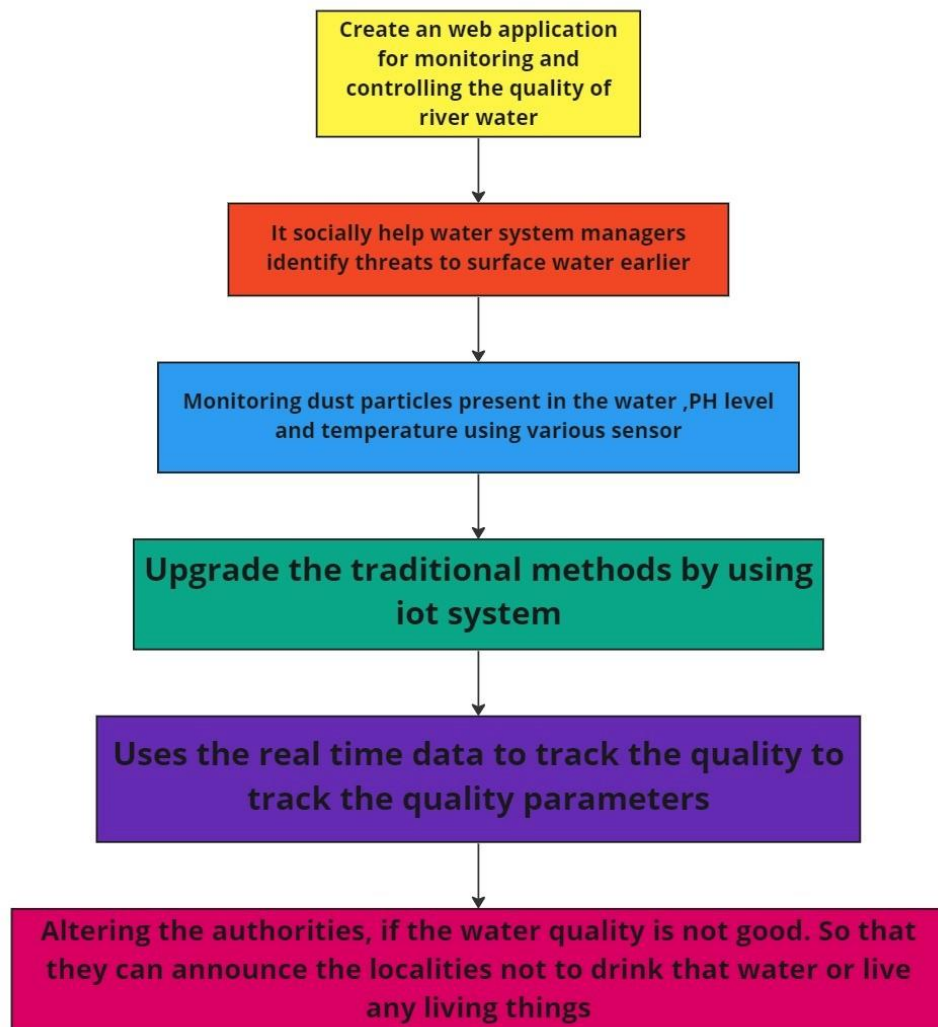 Create an web application
for monitoring and
controlling the quality of
river water
It socially help water system managers
identify threats to surface water earlier
Monitoring dust particles present in the water ,PH level
and temperature using various sensor
Upgrade the traditional methods by using
iot system
Uses the real time data to track the quality to
track the quality parameters
Altering the authorities, if the water quality is not good. So that
they can announce the localities not to drink that water or live
any living things